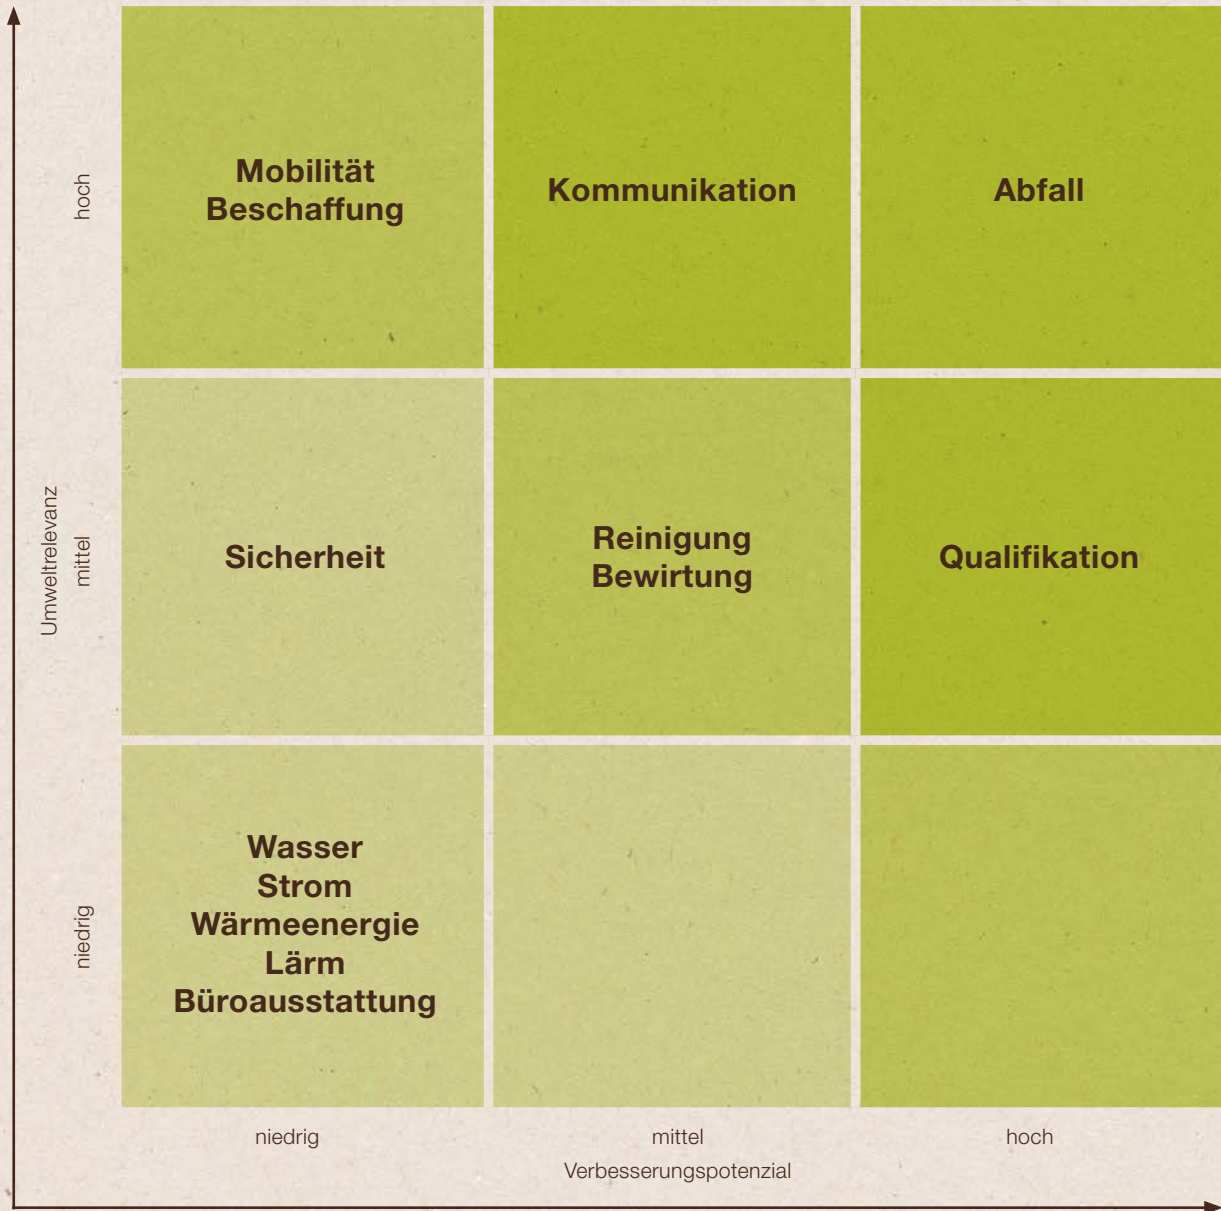 hoch
Mobilität
Beschaffung
Kommunikation
Abfall
Umweltrelevanz
mittel
Sicherheit
Reinigung
Bewirtung
Qualifikation
niedrig
Wasser
Strom
Wärmeenergie
Lärm
Büroausstattung
niedrig
mittel
hoch
Verbesserungspotenzial